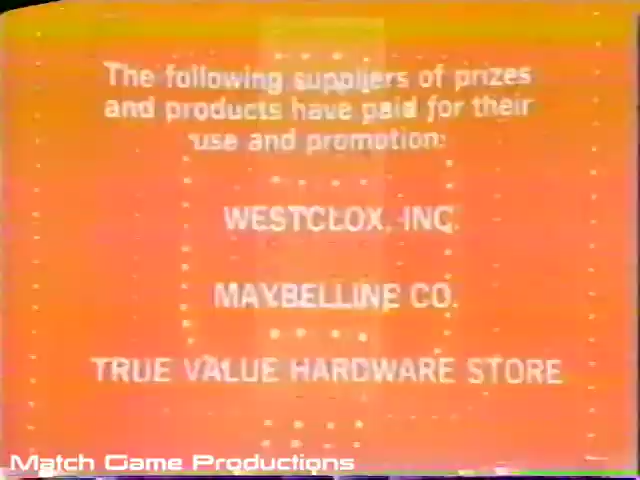 The following suppliers of prizes
and products have paid for their
use and promotion:
WESTCLOX, INC.
MAYBELLINE CO.
TRUE VALUE HARDWARE STORE
Match Game Productions